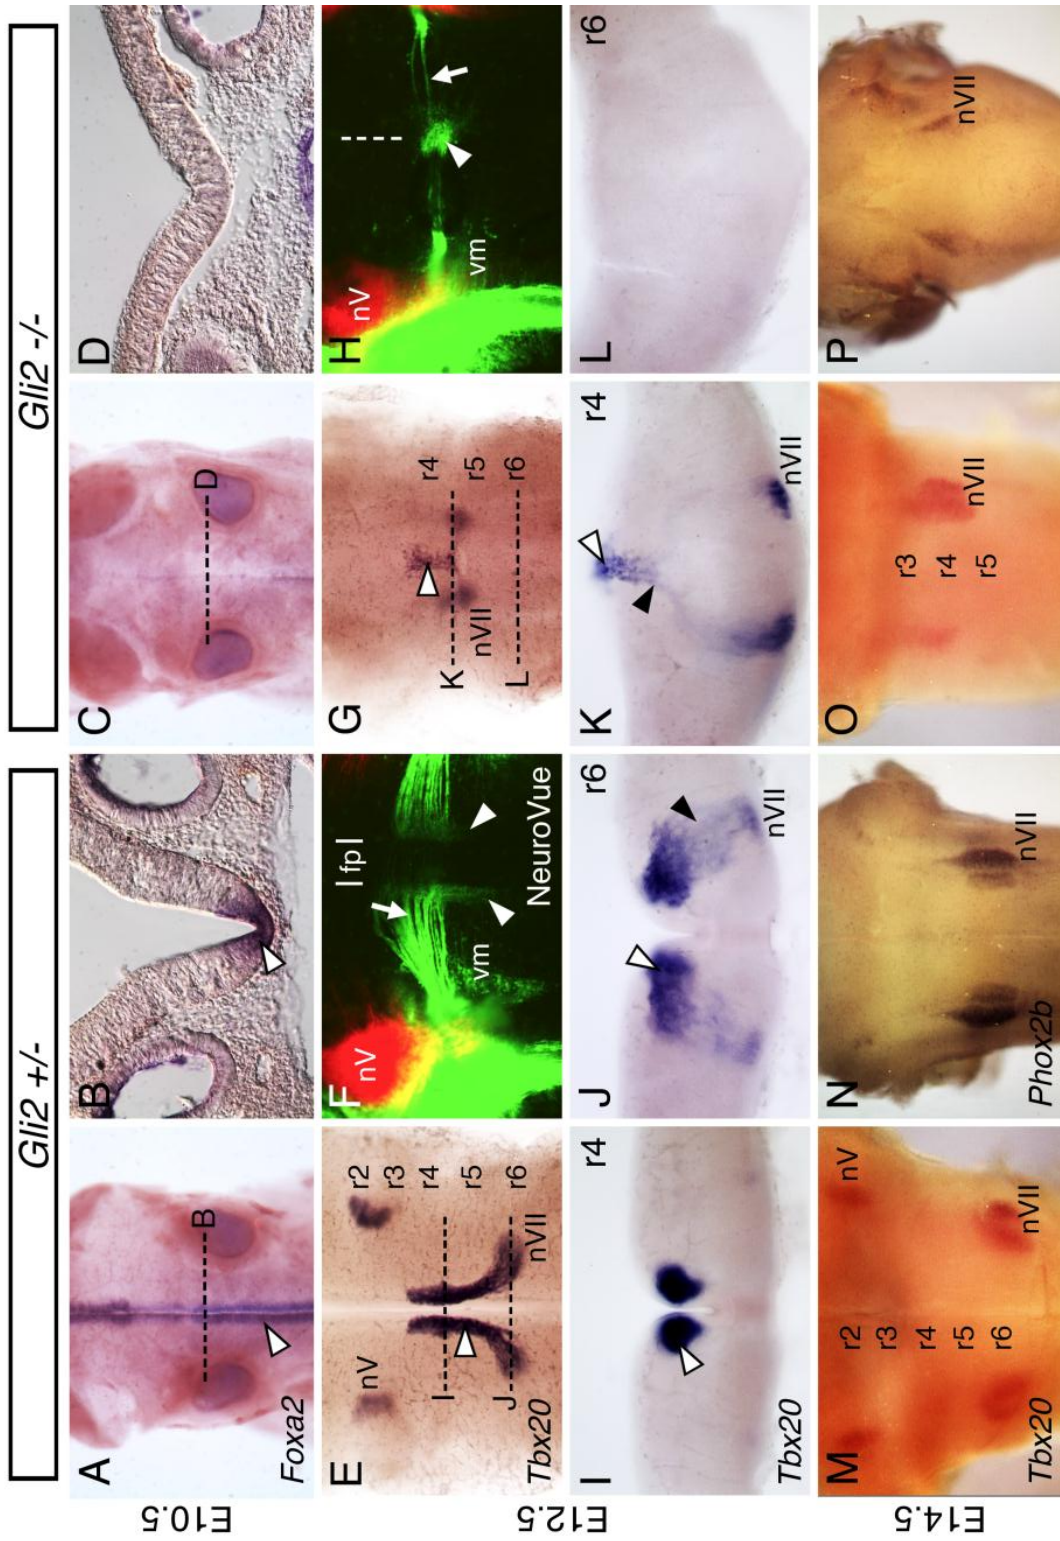 Gli2 +/-
Gli2 -/-
E10.5
A
B
Foxa2
B
C
D
D
E12.5
E
nV
r2
r3
r4
r5
r6
I
J
nVII
Tbx20
F
nV
fp
vm
NeuroVue
G
r4
r5
r6
K
nVII
L
H
nV
vm
I
r4
Tbx20
J
r6
nVII
K
r4
nVII
L
r6
E14.5
M
nV
r2
r3
r4
r5
r6
nVII
Tbx20
N
nVII
Phox2b
O
r3
r4
r5
nVII
P
nVII